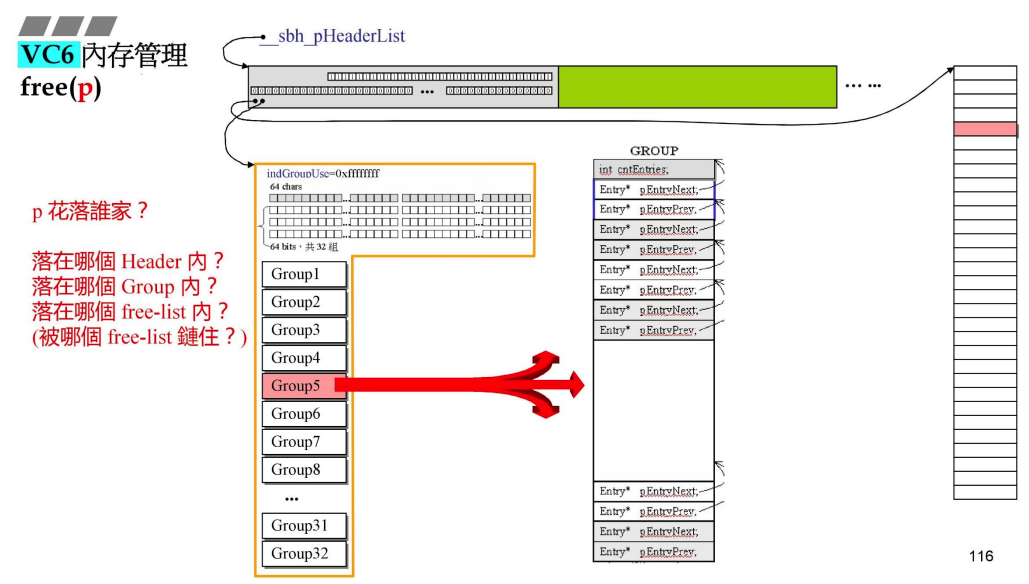 VC6 內存管理
free(p)
__sbh_pHeaderList
... ...
...
p 花落誰家？
落在哪個 Header 內？
落在哪個 Group 內？
落在哪個 free-list 內？
(被哪個 free-list 鏈住？)
indGroupUse=0xffffffff
64 chars
64 bits，共 32 組
Group1
Group2
Group3
Group4
Group5
Group6
Group7
Group8
...
Group31
Group32
GROUP
int cntEntries;
Entry* pEntryNext;
Entry* pEntryPrev;
Entry* pEntryNext;
Entry* pEntryPrev;
Entry* pEntryNext;
Entry* pEntryPrev;
Entry* pEntryNext;
Entry* pEntryPrev;
Entry* pEntryNext;
Entry* pEntryPrev;
Entry* pEntryNext;
Entry* pEntryPrev;
116